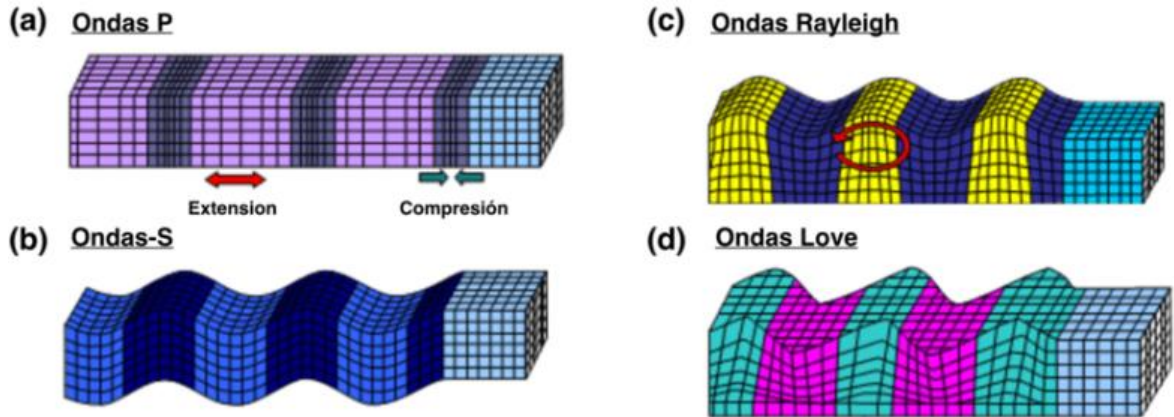 (a) Ondas P
Extension
Compresión
(b) Ondas-S
(c) Ondas Rayleigh
(d) Ondas Love